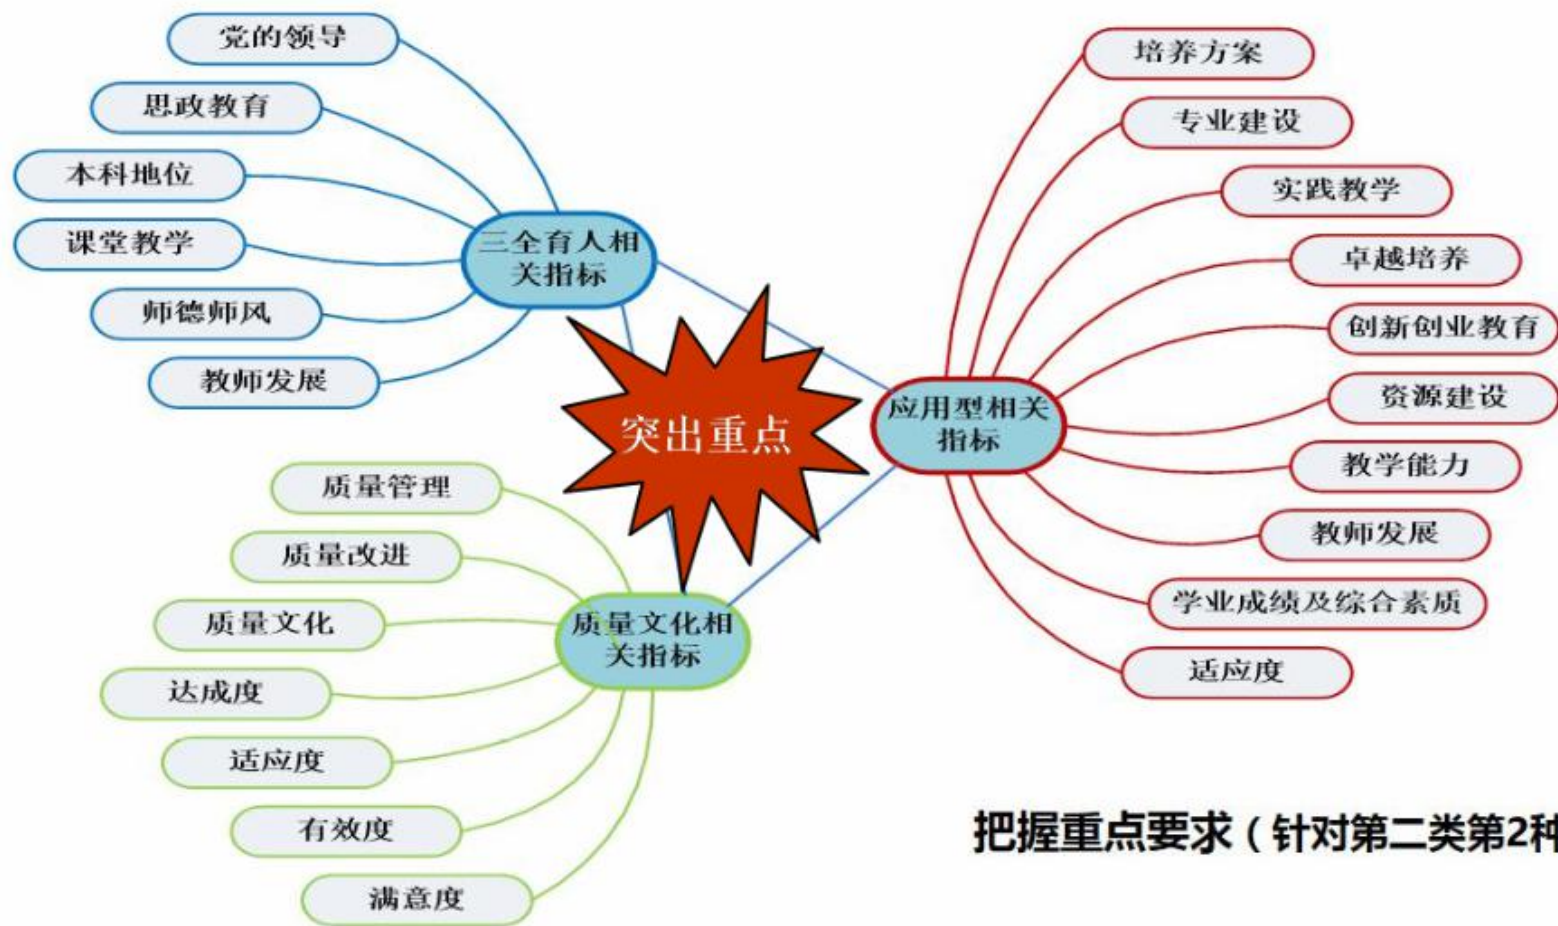 党的领导
思政教育
本科地位
课堂教学
师德师风
教师发展
三全育人相
关指标
突出重点
质量管理
质量改进
质量文化
达成度
适应度
有效度
满意度
质量文化相
关指标
应用型相关
指标
培养方案
专业建设
实践教学
卓越培养
创新创业教育
资源建设
教学能力
教师发展
学业成绩及综合素质
适应度
把握重点要求（针对第二类第2种